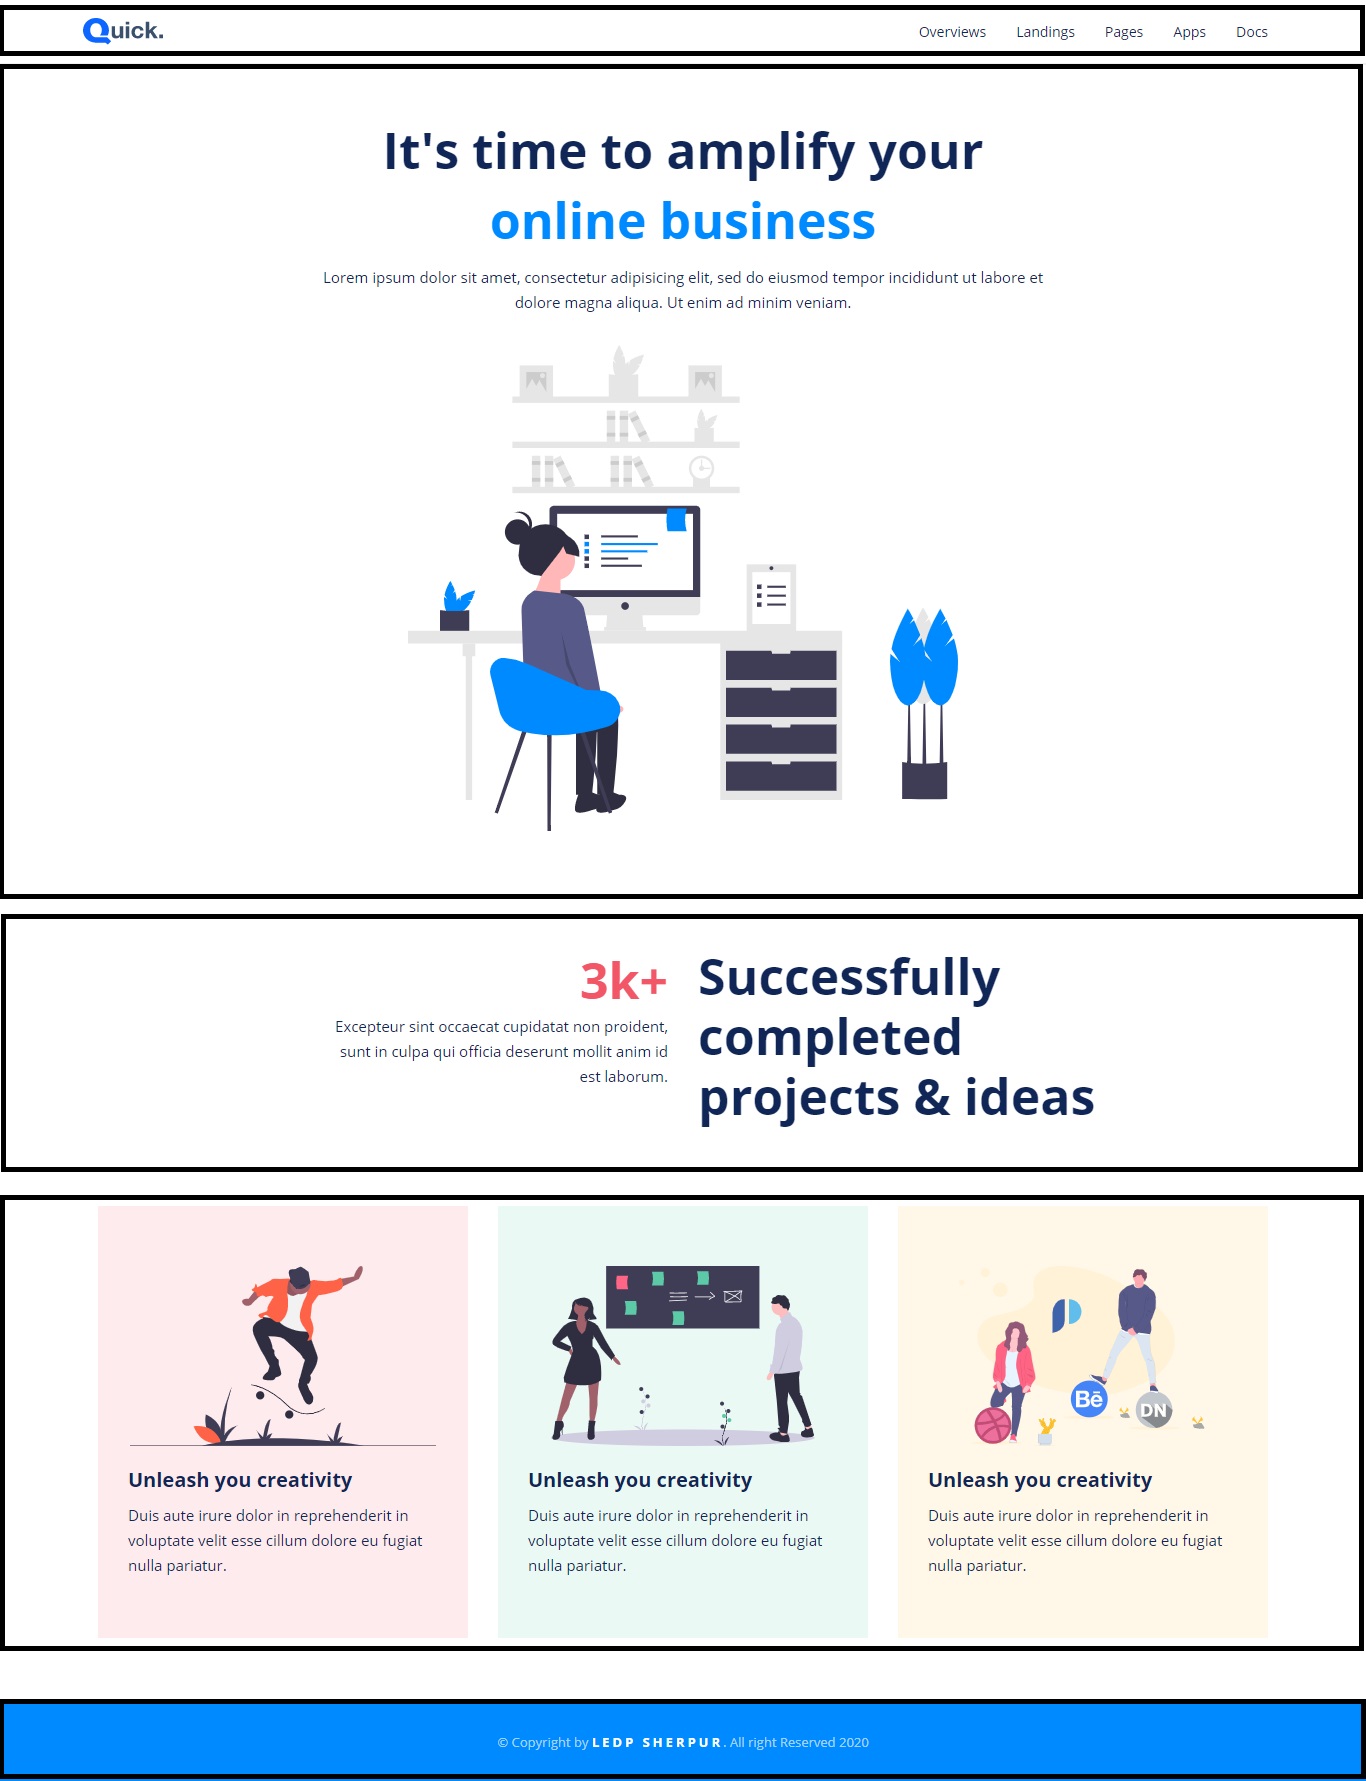 Quick.
Overviews Landings Pages Apps Docs
It's time to amplify your
online business
Lorem ipsum dolor sit amet, consectetur adipisicing elit, sed do eiusmod tempor incididunt ut labore et
dolore magna aliqua. Ut enim ad minim veniam.
3k+
Excepteur sint occaecat cupidatat non proident,
sunt in culpa qui officia deserunt mollit anim id
est laborum.
Successfully
completed
projects & ideas
Unleash you creativity
Duis aute irure dolor in reprehenderit in
voluptate velit esse cillum dolore eu fugiat
nulla pariatur.
Unleash you creativity
Duis aute irure dolor in reprehenderit in
voluptate velit esse cillum dolore eu fugiat
nulla pariatur.
Bē
DN
Unleash you creativity
Duis aute irure dolor in reprehenderit in
voluptate velit esse cillum dolore eu fugiat
nulla pariatur.
© Copyright by LEDP SHERPUR. All right Reserved 2020